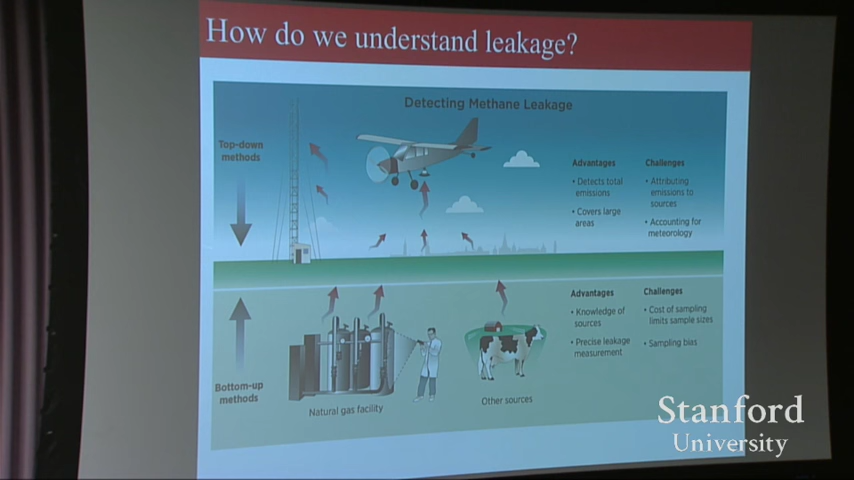 How do we understand leakage?
Detecting Methane Leakage
Top-down
methods
Advantages
• Detects total
emissions
• Covers large
areas
Challenges
• Attributing
emissions to
sources
• Accounting for
meteorology
Bottom-up
methods
Natural gas facility
Other sources
Advantages
• Knowledge of
sources
• Precise leakage
measurement
Challenges
• Cost of sampling
limits sample sizes
• Sampling bias
Stanford
University